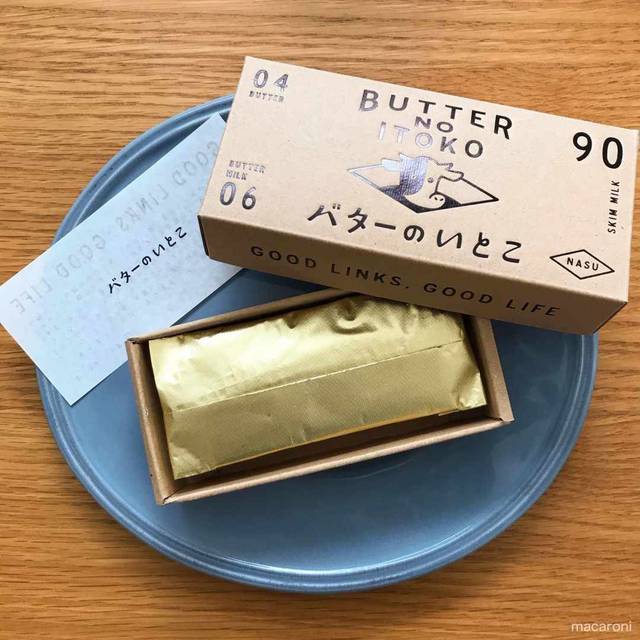 04
BUTTER
BUTTER
NO
ITOKO
90
SKIM MILK
BUTTER
MILK
06
バターのいとこ
NASU
GOOD LINKS, GOOD LIFE
GOOD LINKS GOOD LIFE
バターのいとこ
macaroni